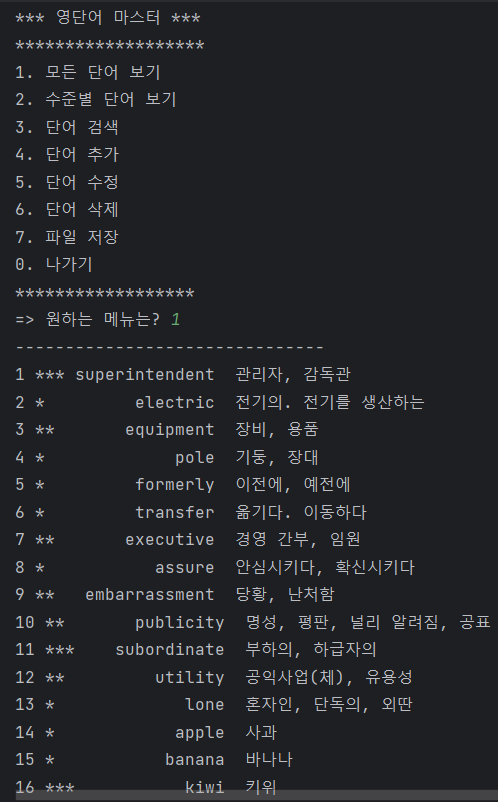 *** 영단어 마스터 ***
*******************
1. 모든 단어 보기
2. 수준별 단어 보기
3. 단어 검색
4. 단어 추가
5. 단어 수정
6. 단어 삭제
7. 파일 저장
0. 나가기
******************
=> 원하는 메뉴는? 1
-------------------------------
1 *** superintendent 관리자, 감독관
2 * electric 전기의. 전기를 생산하는
3 ** equipment 장비, 용품
4 * pole 기둥, 장대
5 * formerly 이전에, 예전에
6 * transfer 옮기다. 이동하다
7 ** executive 경영 간부, 임원
8 * assure 안심시키다, 확신시키다
9 ** embarrassment 당황, 난처함
10 ** publicity 명성, 평판, 널리 알려짐, 공표
11 *** subordinate 부하의, 하급자의
12 ** utility 공익사업(체), 유용성
13 * lone 혼자인, 단독의, 외딴
14 * apple 사과
15 * banana 바나나
16 *** kiwi 키위